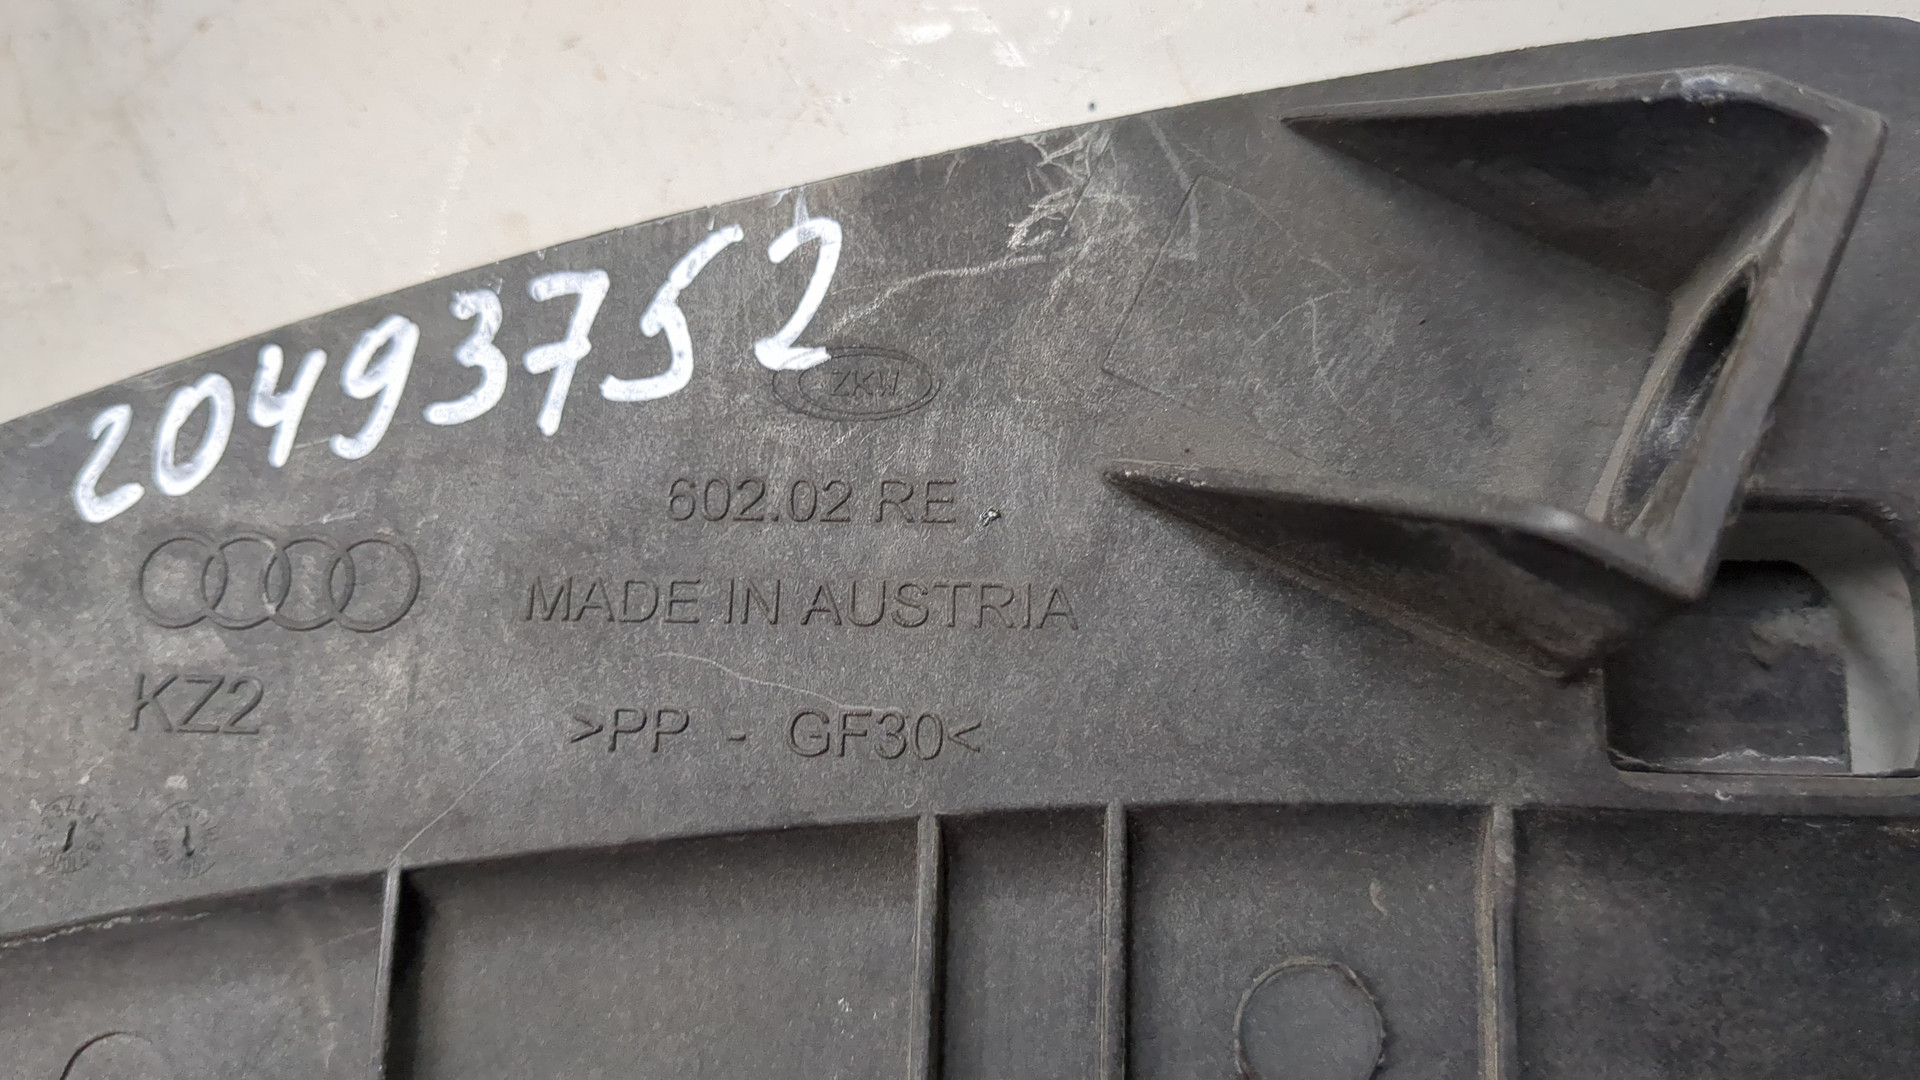 20493752
ZKW
602.02 RE
MADE IN AUSTRIA
KZ2
>PP - GF30<